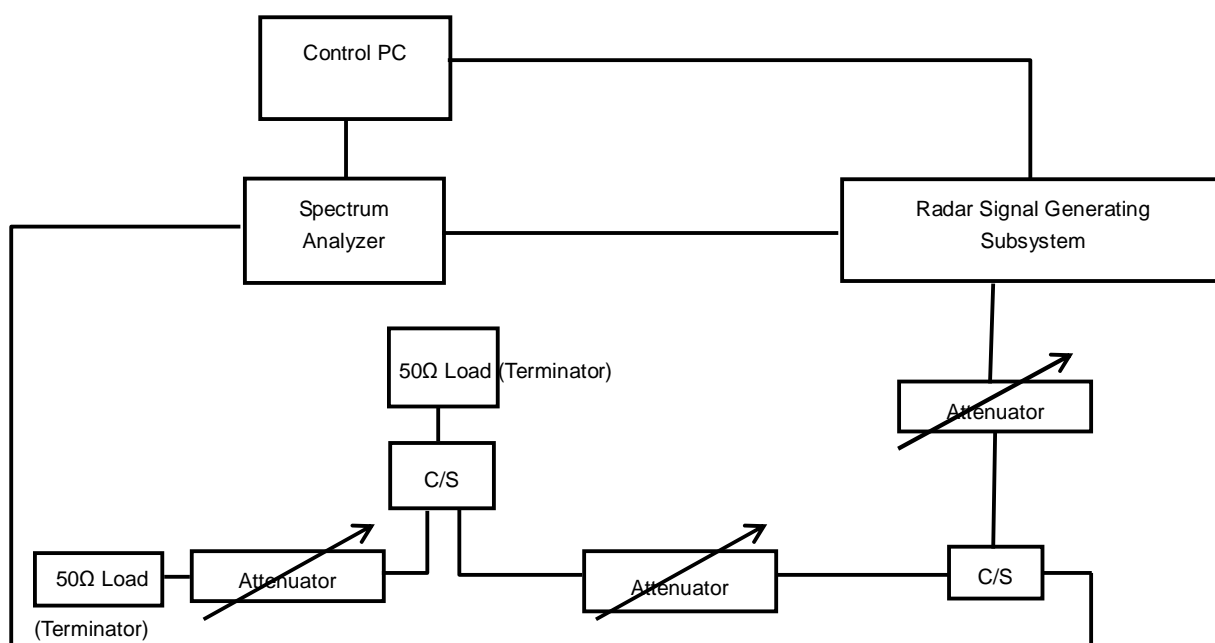 Control PC
Spectrum
Analyzer
Radar Signal Generating
Subsystem
50Ω Load (Terminator)
Attenuator
C/S
50Ω Load
(Terminator)
Attenuator
Attenuator
C/S